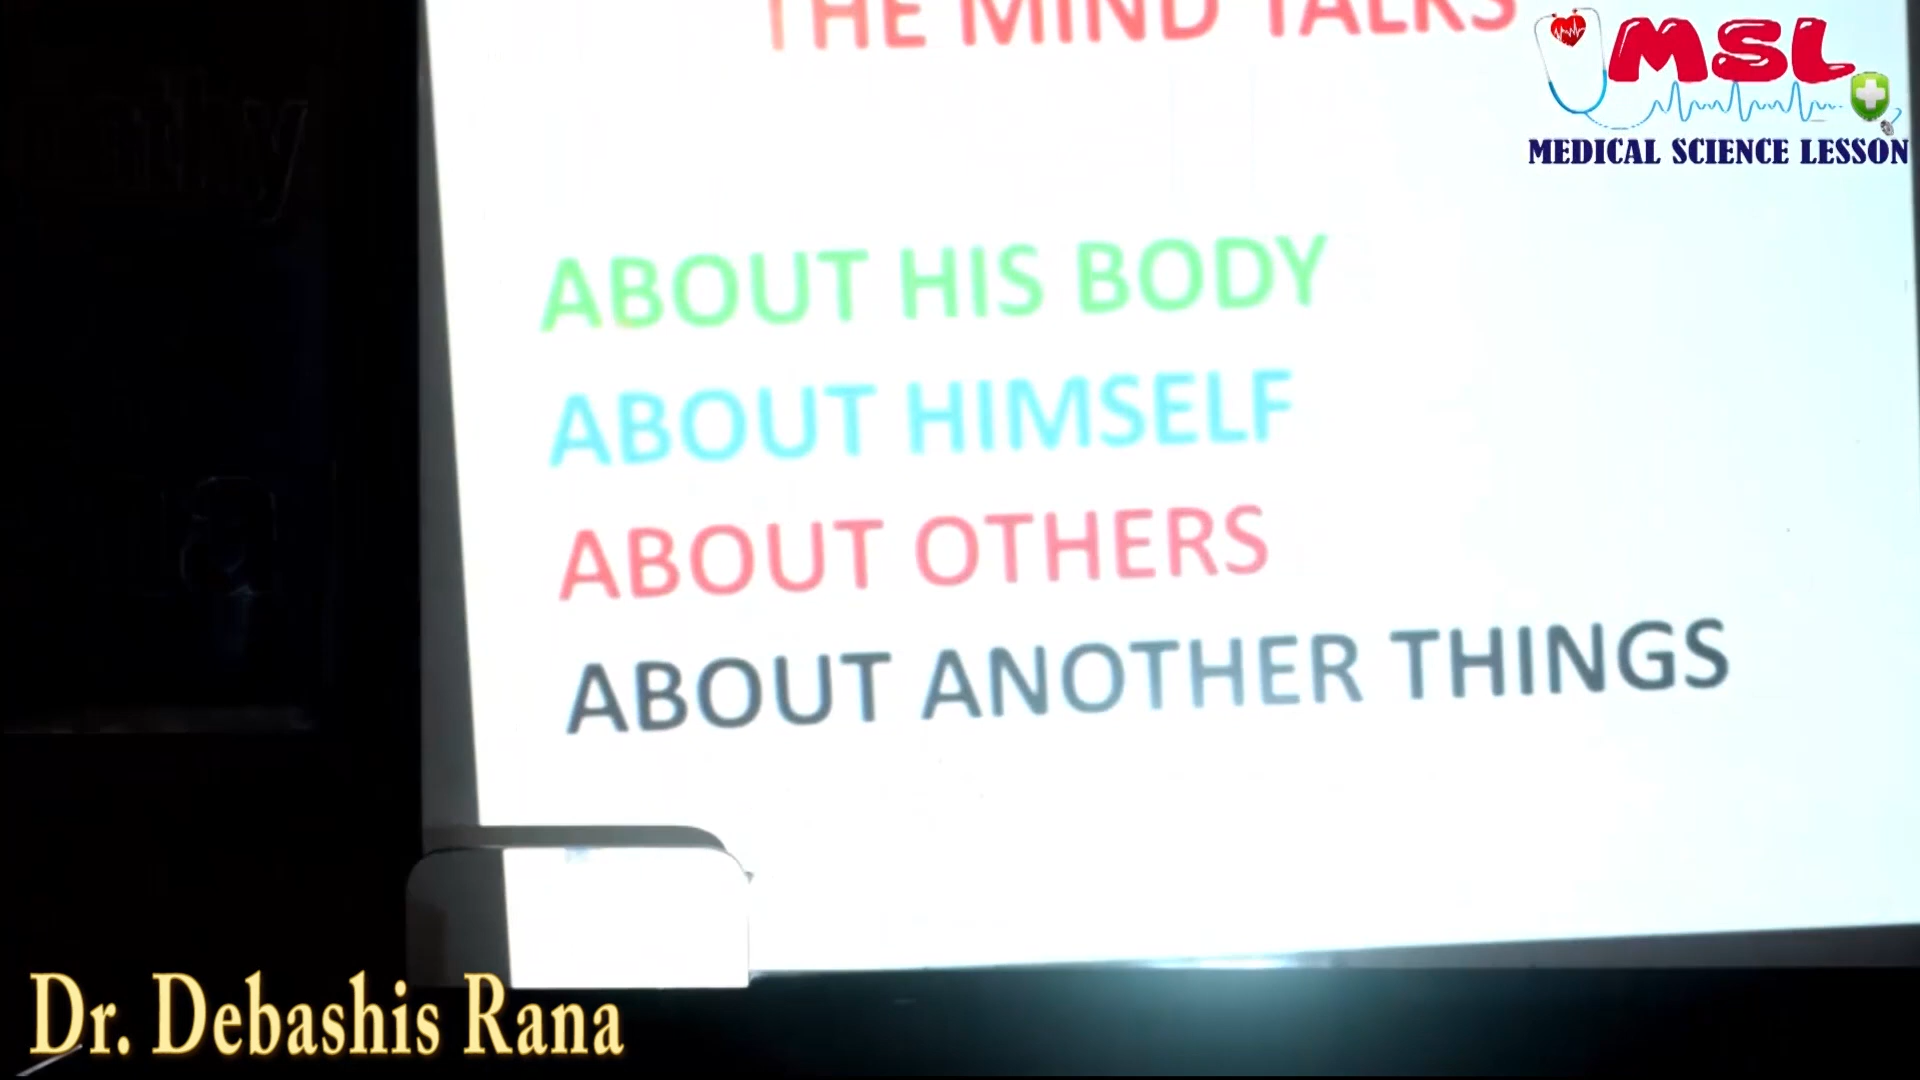 THE MIND TALKS
MSL
MEDICAL SCIENCE LESSON
ABOUT HIS BODY
ABOUT HIMSELF
ABOUT OTHERS
ABOUT ANOTHER THINGS
Dr. Debashis Rana